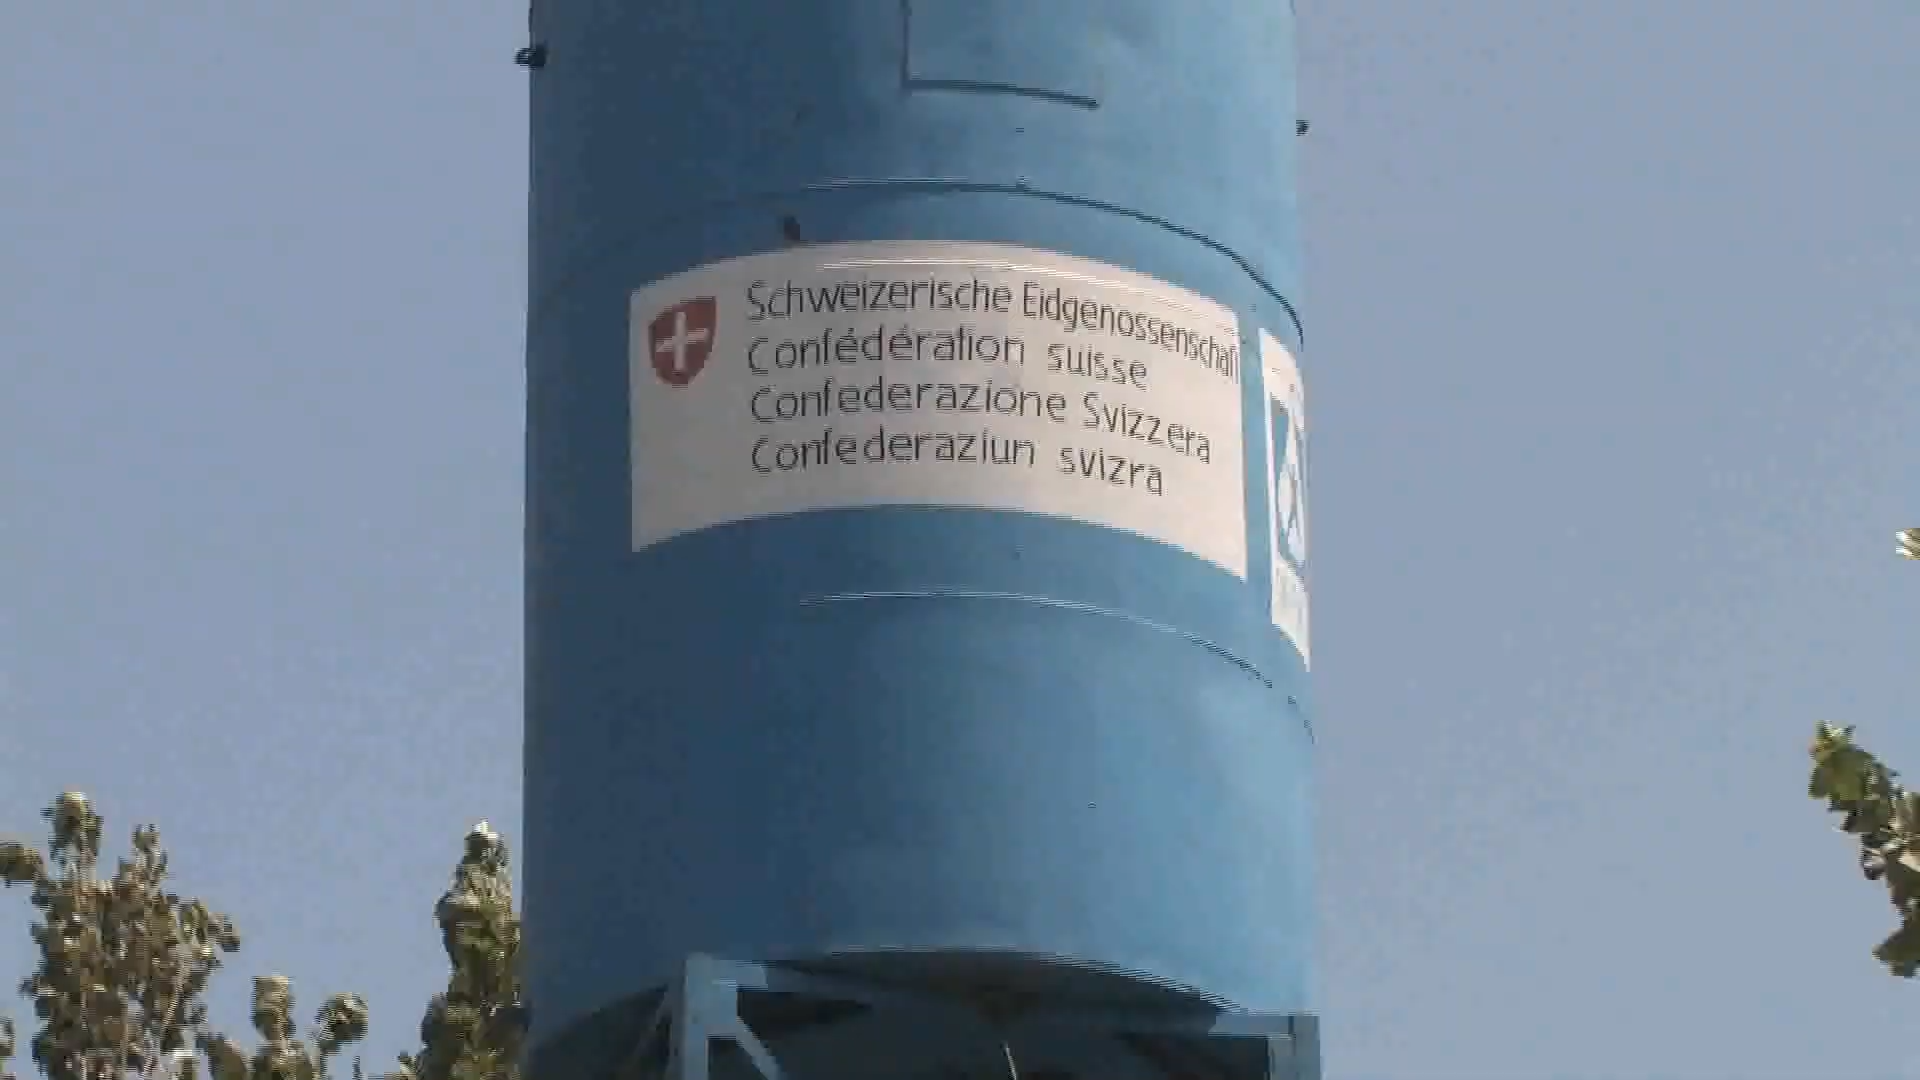 Schweizerische Eidgenossenschaft
Confédération suisse
Confederazione Svizzera
Confederaziun svizra